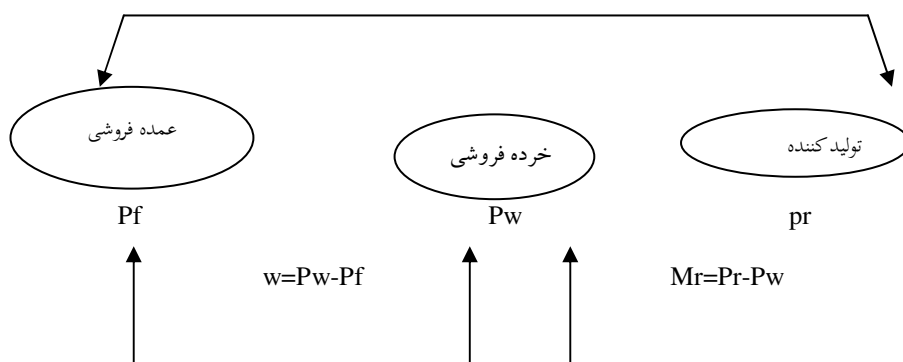 عمده فروشی
خرده فروشی
تولید کننده
Pf
Pw
pr
w=Pw-Pf
Mr=Pr-Pw